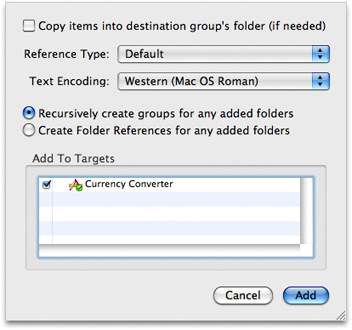 Copy items into destination group's folder (if needed)
Reference Type: Default
Text Encoding: Western (Mac OS Roman)
Recursively create groups for any added folders
Create Folder References for any added folders
Add To Targets
Currency Converter
Cancel Add